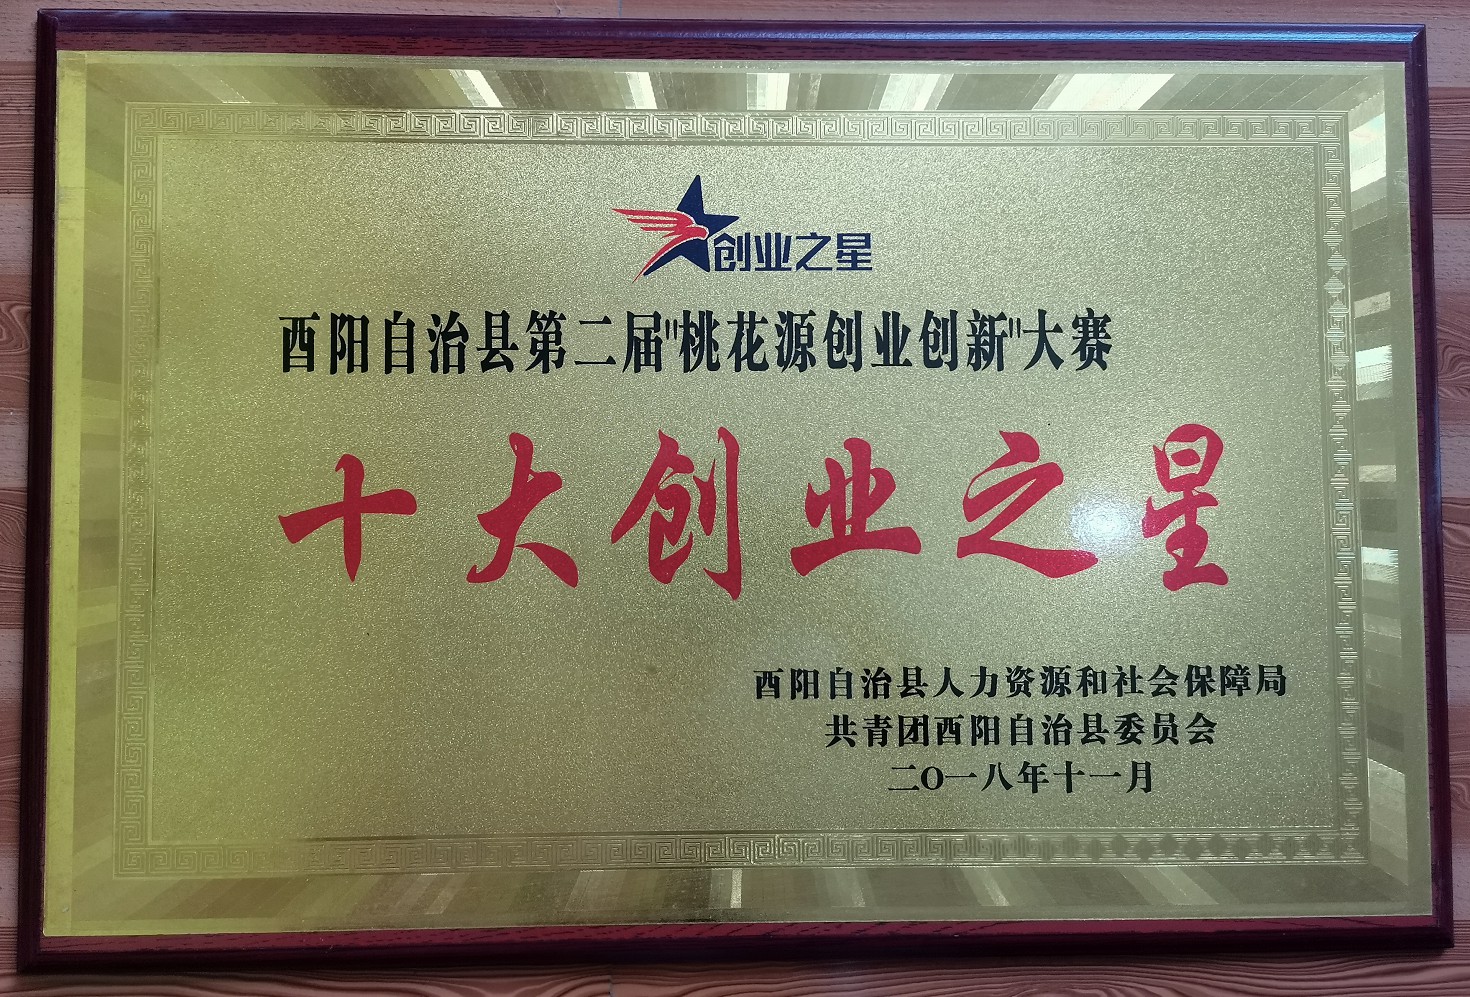 创业之星
酉阳自治县第二届"桃花源创业创新"大赛
十大创业之星
酉阳自治县人力资源和社会保障局
共青团酉阳自治县委员会
二O一八年十一月